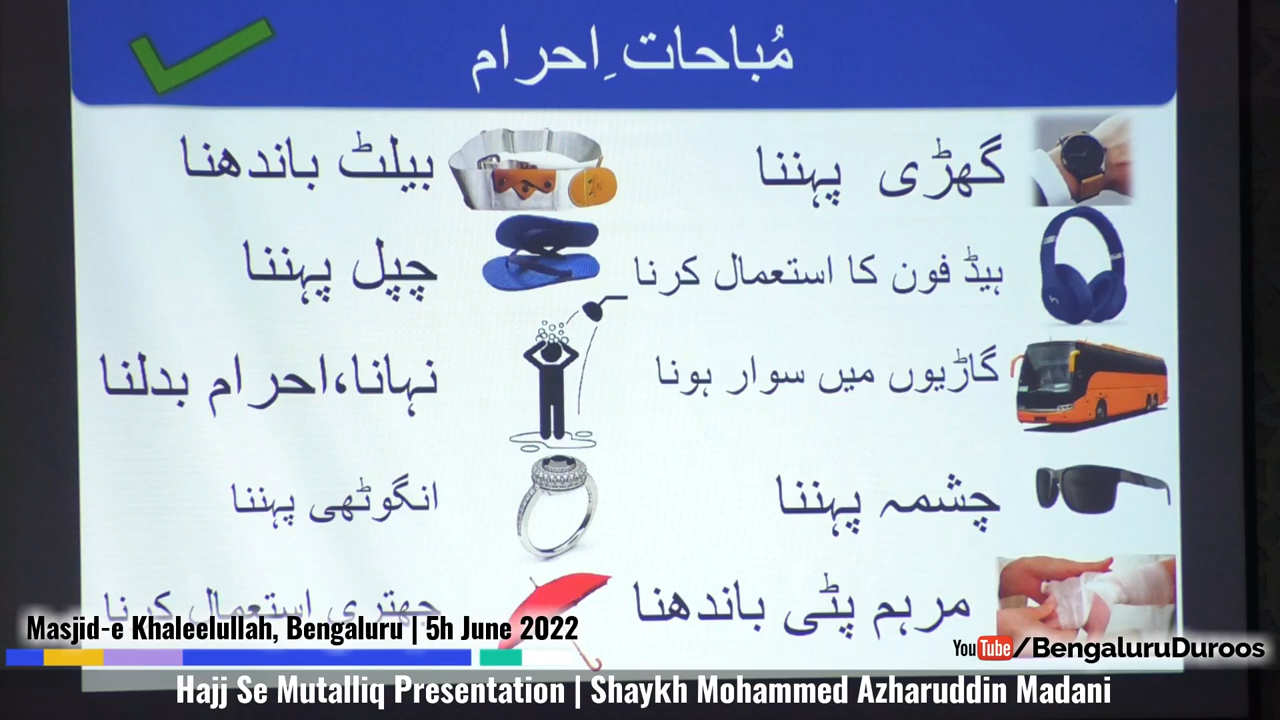 مُباحات ِاحرام
گھڑی پہننا
بیلٹ باندھنا
ہیڈ فون کا استعمال کرنا
چپل پہننا
گاڑیوں میں سوار ہونا
نہانا،احرام بدلنا
چشمہ پہننا
انگوٹھی پہننا
مرہم پٹی باندھنا
چھتری استعمال کرنا
Masjid-e Khaleelullah, Bengaluru | 5h June 2022
YouTube/BengaluruDuroos
Hajj Se Mutalliq Presentation | Shaykh Mohammed Azharuddin Madani